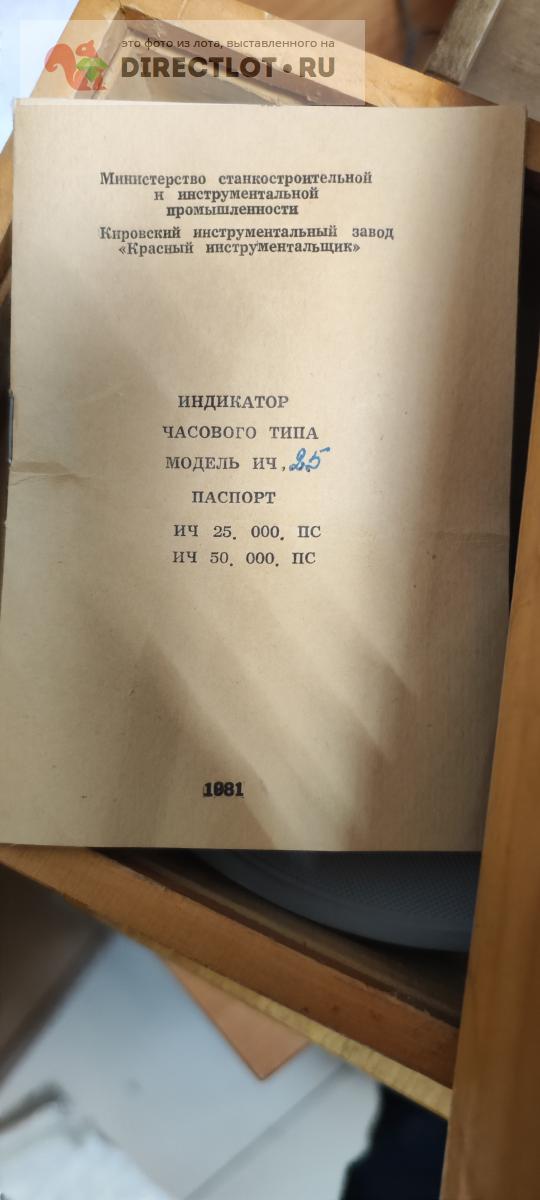 это фото из лота, выставленного на
DIRECTLOT.RU
Министерство станкостроительной
и инструментальной
промышленности
Кировский инструментальный завод
«Красный инструментальщик»
ИНДИКАТОР
ЧАСОВОГО ТИПА
МОДЕЛЬ ИЧ. 25
ПАСПОРТ
ИЧ 25. 000. ПС
ИЧ 50. 000. ПС
1981